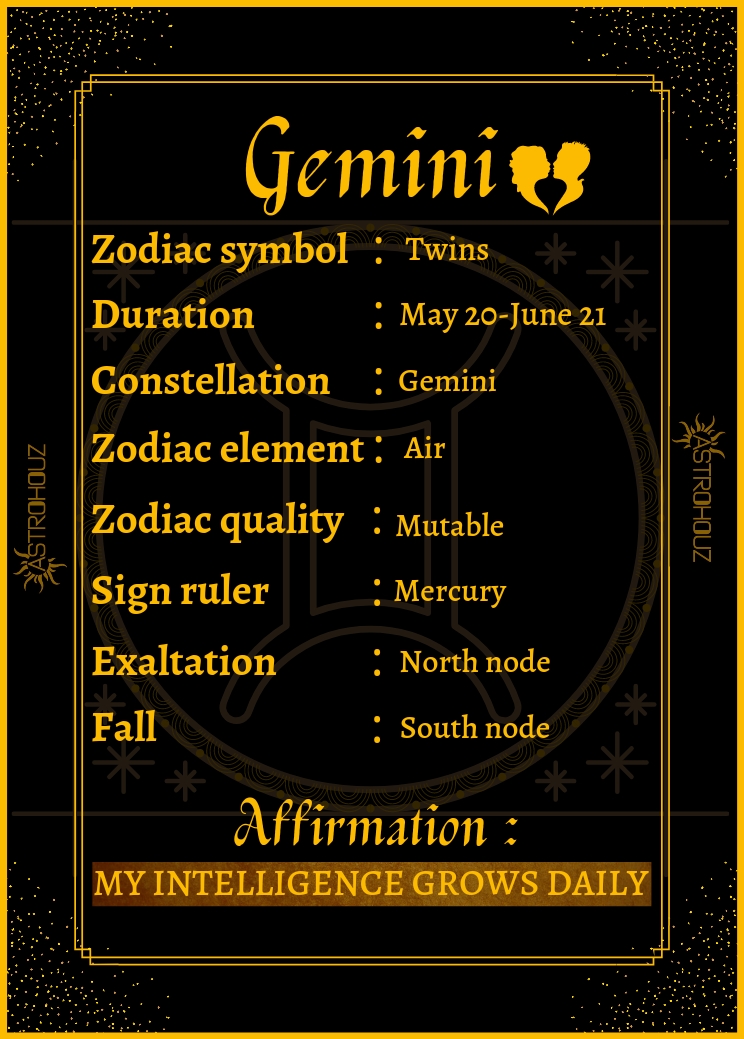 Gemini
Zodiac symbol : Twins
Duration : May 20-June 21
Constellation : Gemini
Zodiac element : Air
Zodiac quality : Mutable
Sign ruler : Mercury
Exaltation : North node
Fall : South node
Affirmation :
MY INTELLIGENCE GROWS DAILY
ASTROHOUZ
ASTROHOUZ